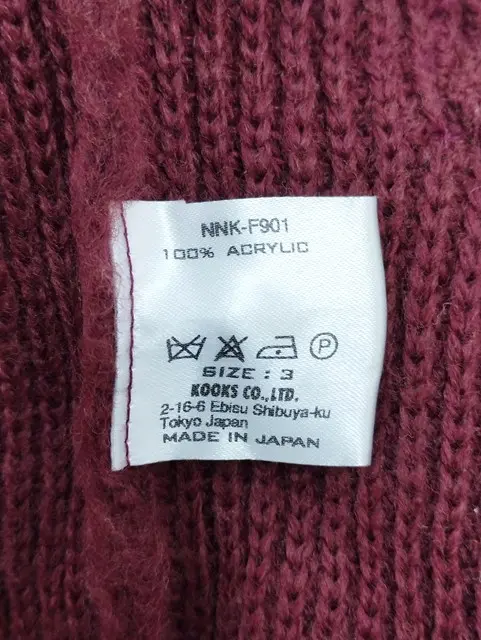 NNK-F901
100% ACRYLIC
P
SIZE : 3
KOOKS CO.,LTD.
2-16-6 Ebisu Shibuya-ku
Tokyo Japan
MADE IN JAPAN